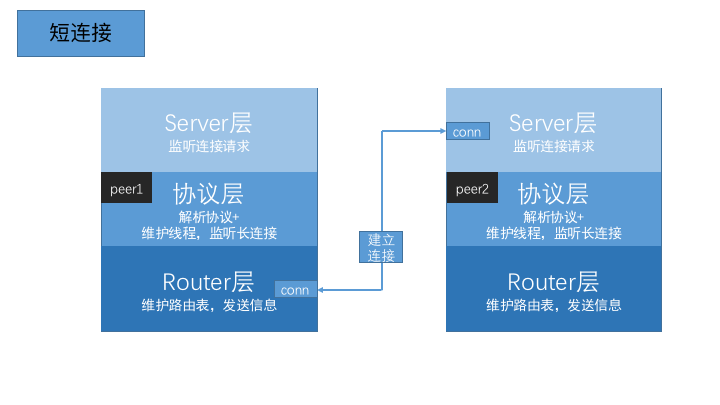 短连接
Server层
监听连接请求
peer1
协议层
解析协议+
维护线程，监听长连接
Router层
conn
维护路由表，发送信息
建立
连接
Server层
conn
监听连接请求
peer2
协议层
解析协议+
维护线程，监听长连接
Router层
维护路由表，发送信息